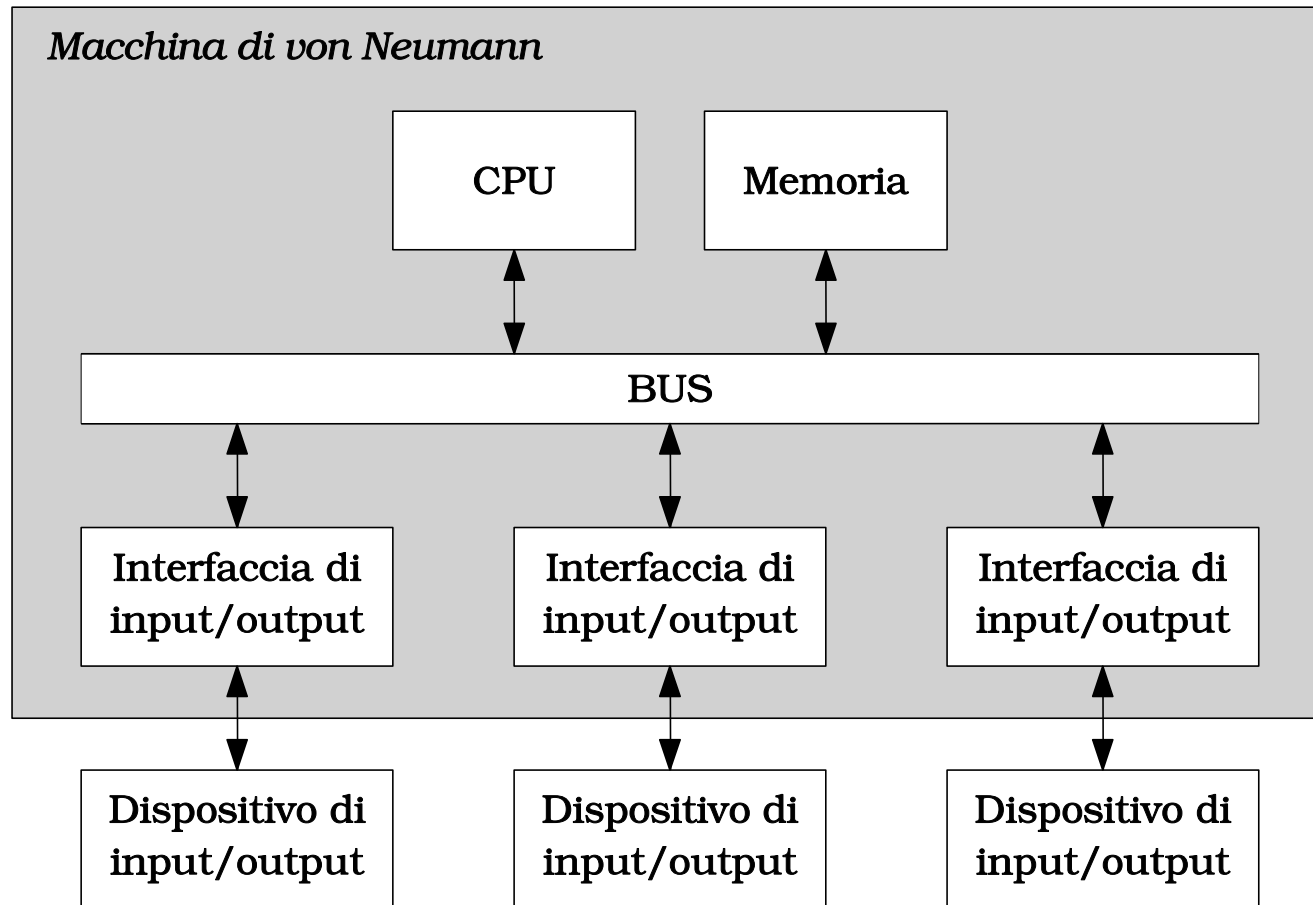 Macchina di von Neumann
CPU
Memoria
BUS
Interfaccia di
input/output
Interfaccia di
input/output
Interfaccia di
input/output
Dispositivo di
input/output
Dispositivo di
input/output
Dispositivo di
input/output